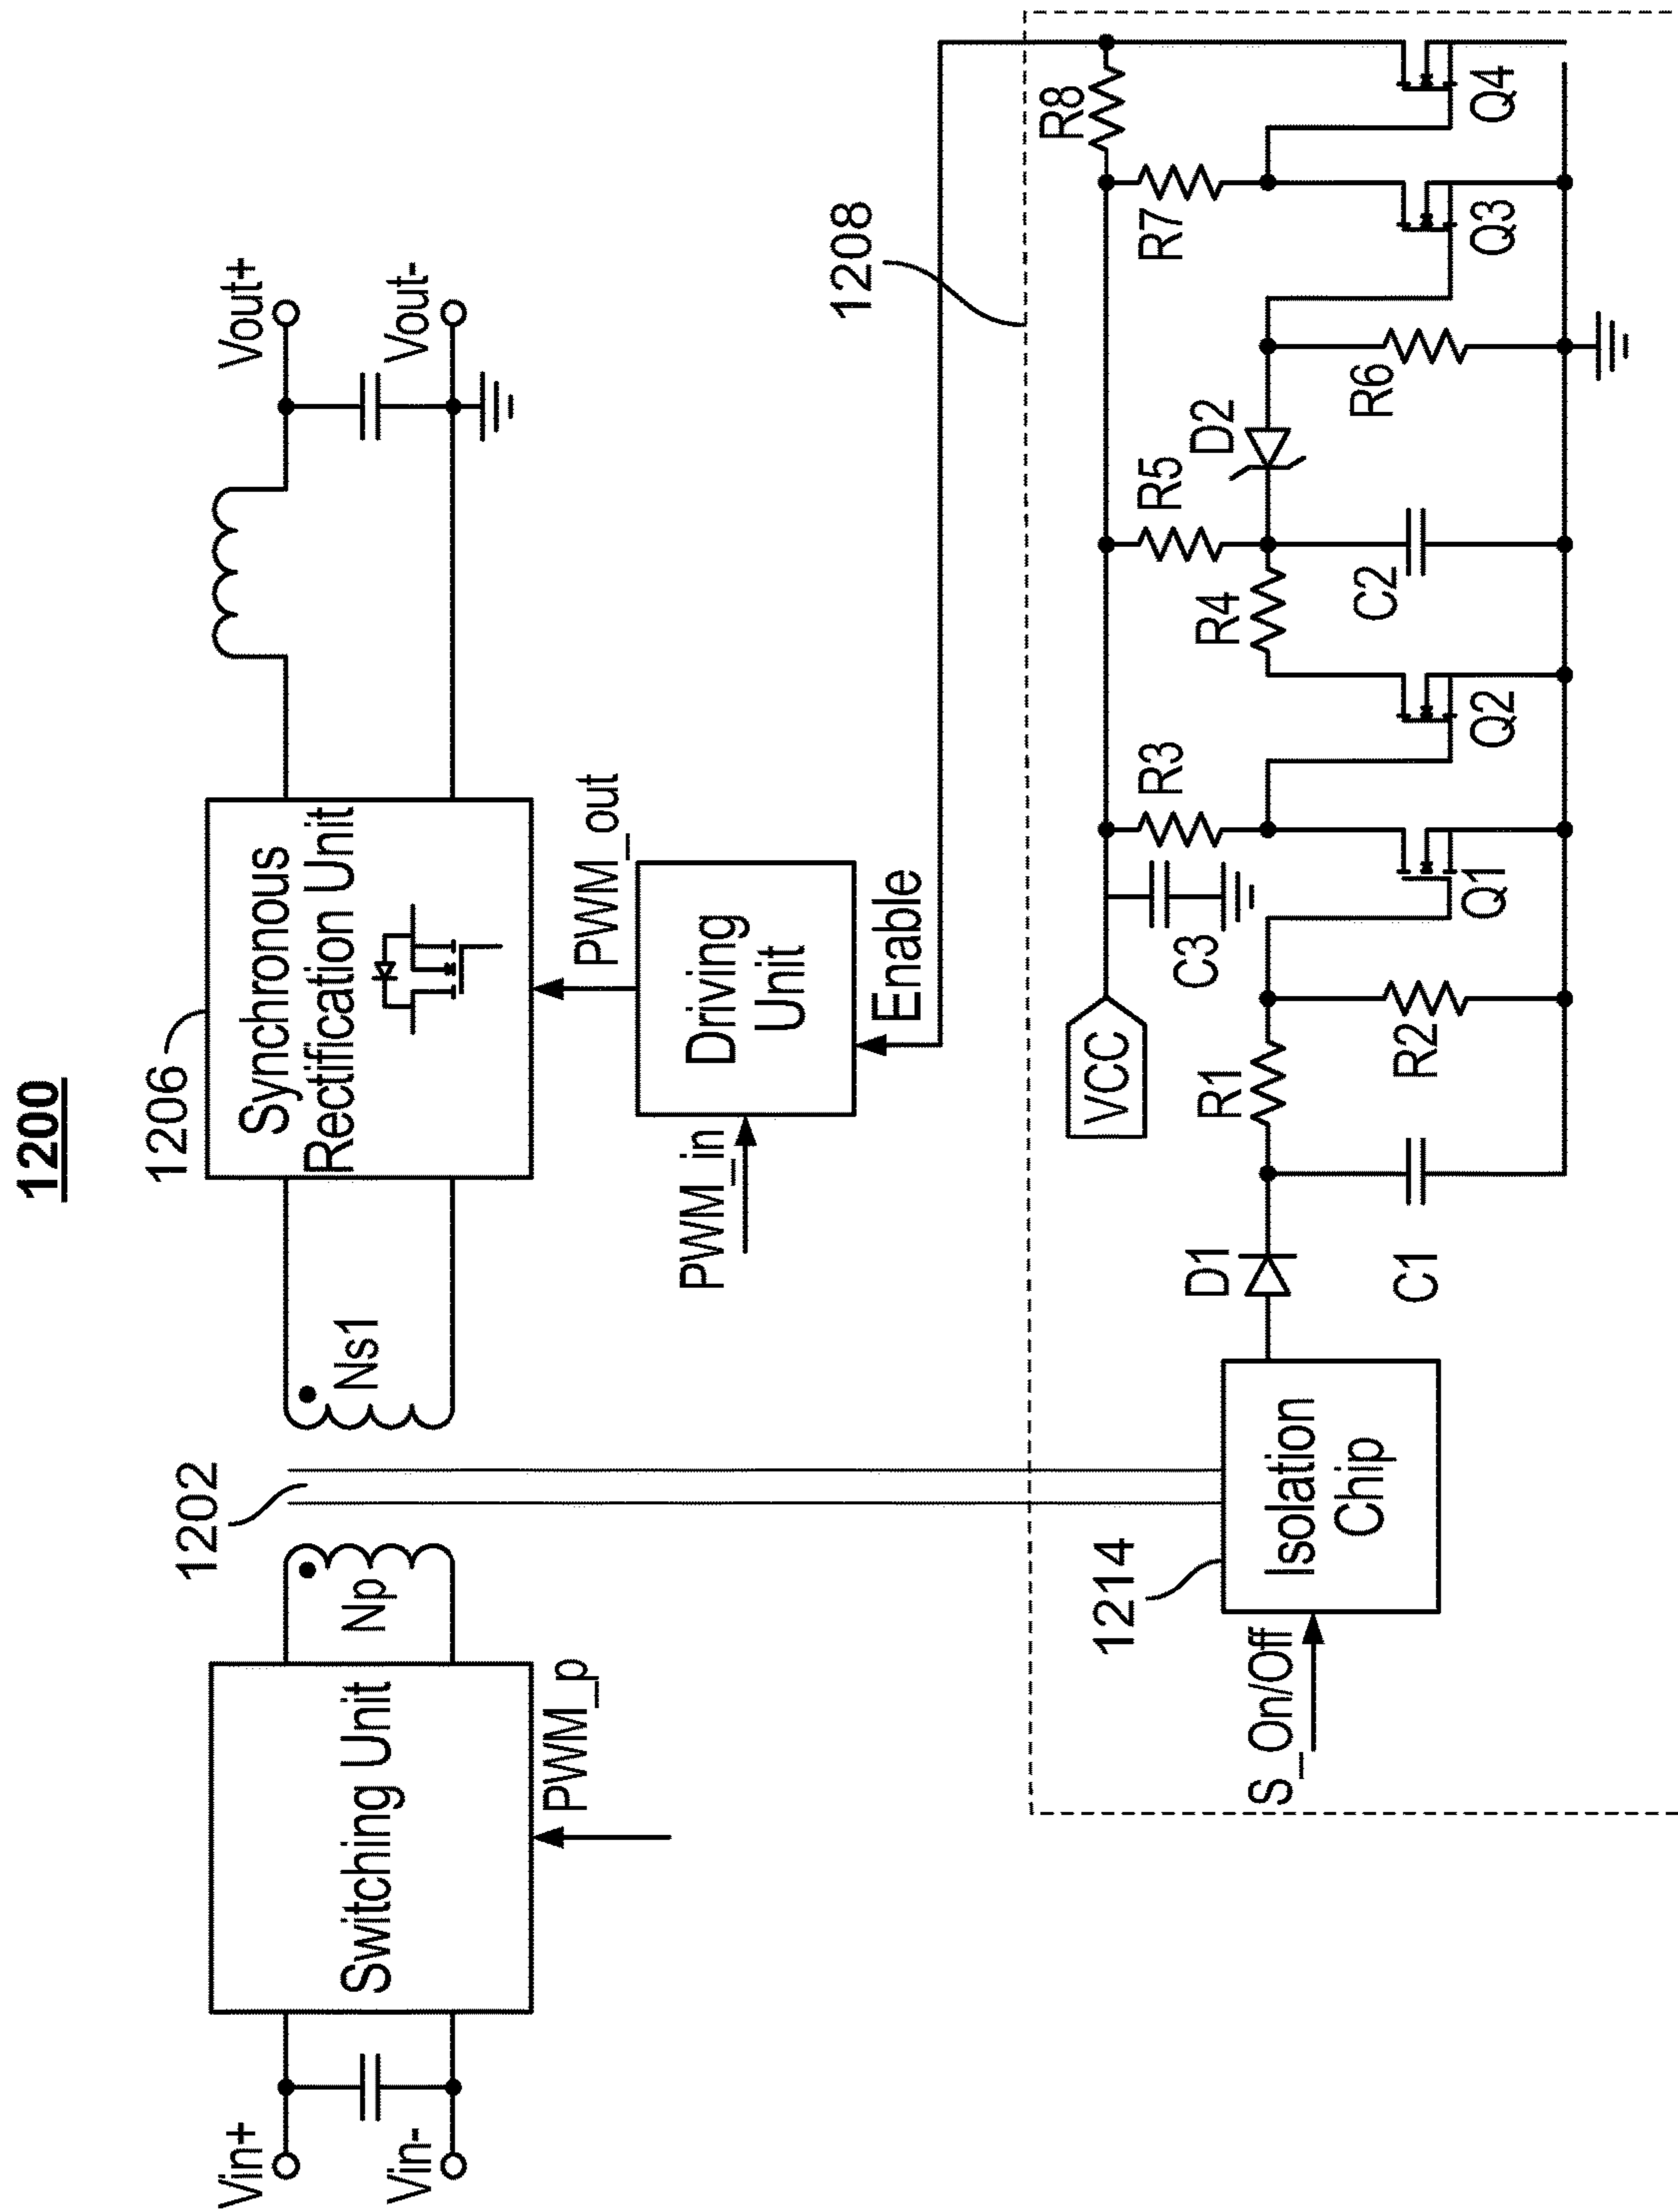 1200
Vin+
Vin-
Switching Unit
PWM_p
Np
1202
Ns1
1206
Synchronous
Rectification Unit
Vout+
Vout-
PWM_in
Driving
Unit
PWM_out
Enable
1208
S_On/Off
1214
Isolation
Chip
D1
C1
R1
R2
VCC
C3
R3
Q1
Q2
R4
R5
C2
D2
R6
R7
R8
Q3
Q4